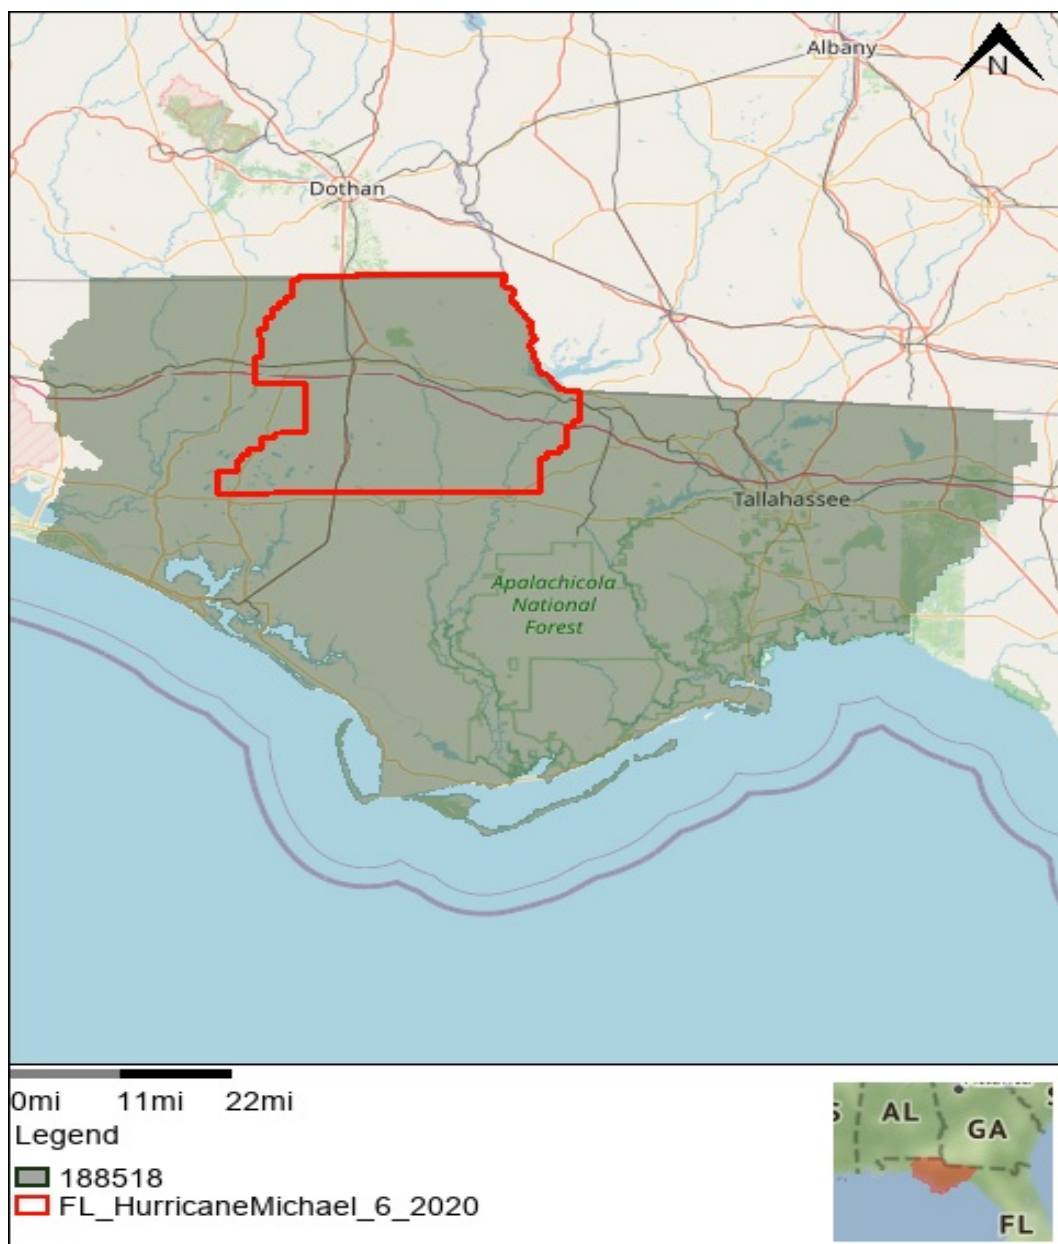 Albany
N
Dothan
Tallahassee
Apalachicola
National
Forest
0mi 11mi 22mi
Legend
188518
FL_HurricaneMichael_6_2020
AL
GA
FL